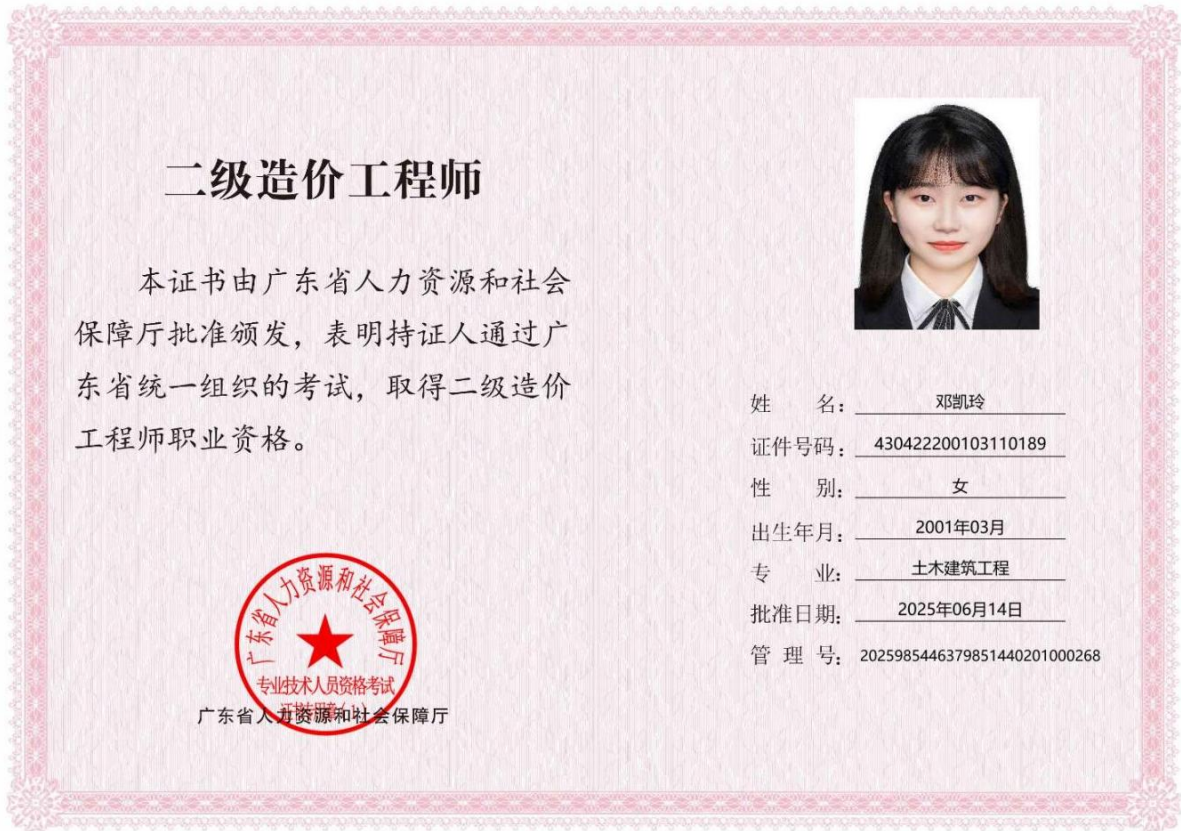 二级造价工程师
本证书由广东省人力资源和社会
保障厅批准颁发，表明持证人通过广
东省统一组织的考试，取得二级造价
工程师职业资格。
广东省人力资源和社会保障厅
专业技术人员资格考试
证书专用章（1）
广东省人力资源和社会保障厅
姓 名：邓凯玲
证件号码：430422200103110189
性 别：女
出生年月：2001年03月
专 业：土木建筑工程
批准日期：2025年06月14日
管 理 号：2025985446379851440201000268